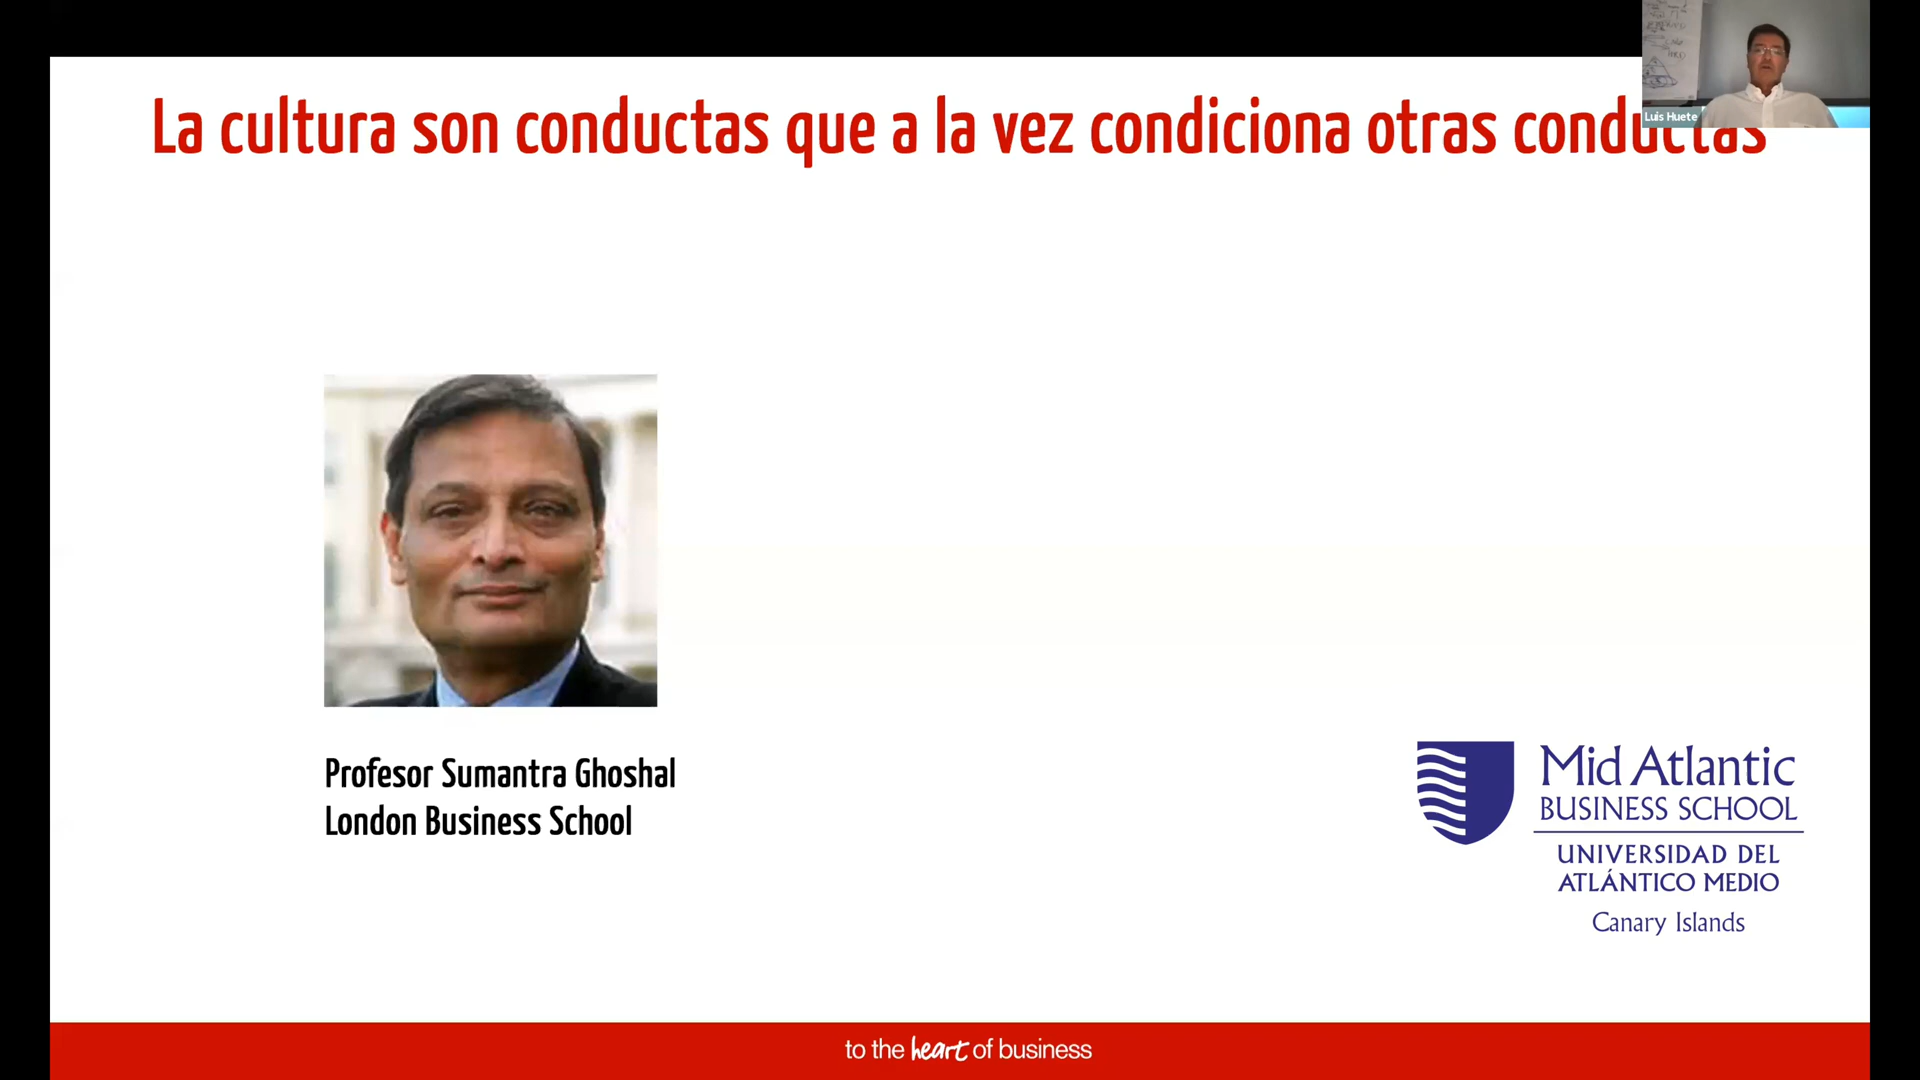 La cultura son conductas que a la vez condiciona otras conductas
Luis Huete
Profesor Sumantra Ghoshal
London Business School
Mid Atlantic
BUSINESS SCHOOL
UNIVERSIDAD DEL
ATLÁNTICO MEDIO
Canary Islands
to the heart of business